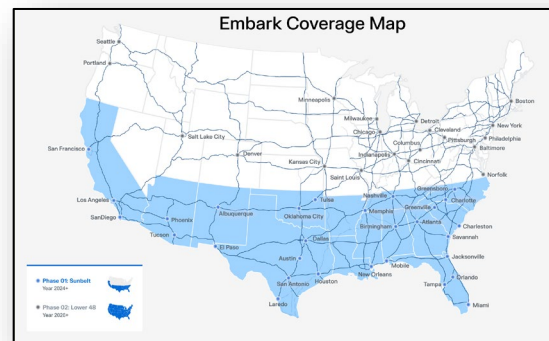 Embark Coverage Map
Seattle
Portland
Minneapolis
Boston
Milwaukee
Detroit
New York
Chicago
Cleveland
Salt Lake City
Pittsburgh
Philadelphia
Columbus
Baltimore
San Francisco
Denver
Indianapolis
Cincinnati
Kansas City
Saint Louis
Norfolk
Nashville
Greensboro
Los Angeles
Tulsa
Charlotte
Albuquerque
Memphis
Greenville
SanDiego
Phoenix
Oklahoma City
Atlanta
Charleston
Birmingham
Tucson
Dallas
Savannah
El Paso
Austin
Mobile
Jacksonville
New Orleans
San Antonio
Houston
Orlando
Tampa
Laredo
Miami
Phase 01: Sunbelt
Year 2024+
Phase 02: Lower 48